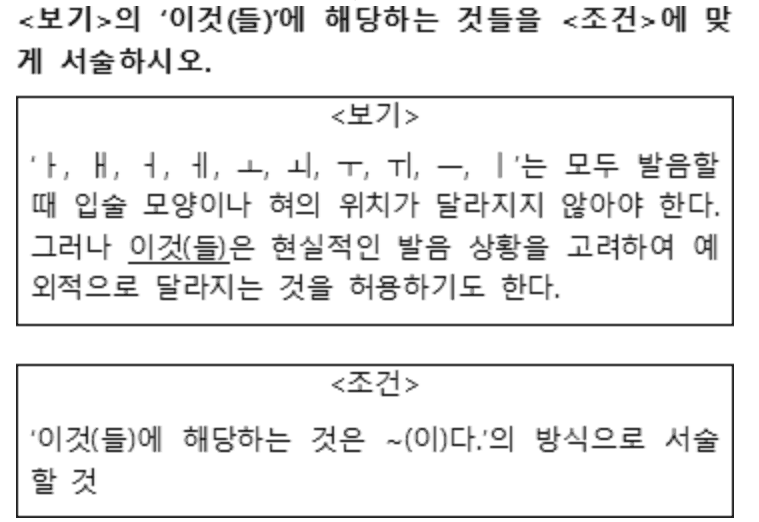 <보기>의 '이것(들)'에 해당하는 것들을 <조건>에 맞
게 서술하시오.
<보기>
'ㅏ, ㅐ, ㅓ, ㅔ, ㅗ, ㅚ, ㅜ, ㅟ, ㅡ, ㅣ'는 모두 발음할
때 입술 모양이나 혀의 위치가 달라지지 않아야 한다.
그러나 이것(들)은 현실적인 발음 상황을 고려하여 예
외적으로 달라지는 것을 허용하기도 한다.
<조건>
'이것(들)에 해당하는 것은 ~(이)다.'의 방식으로 서술
할 것